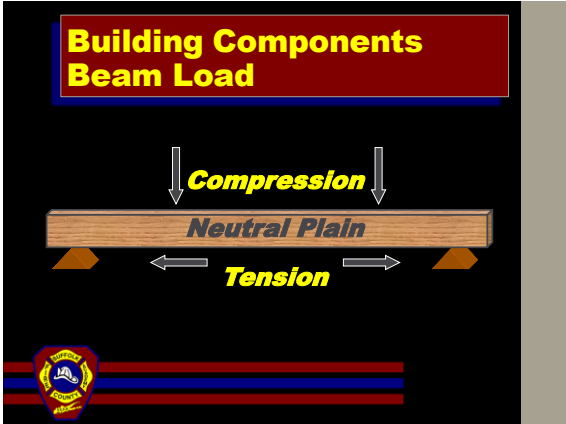 Building Components
Beam Load
Compression
Neutral Plain
Tension
SUFFOLK
COUNTY